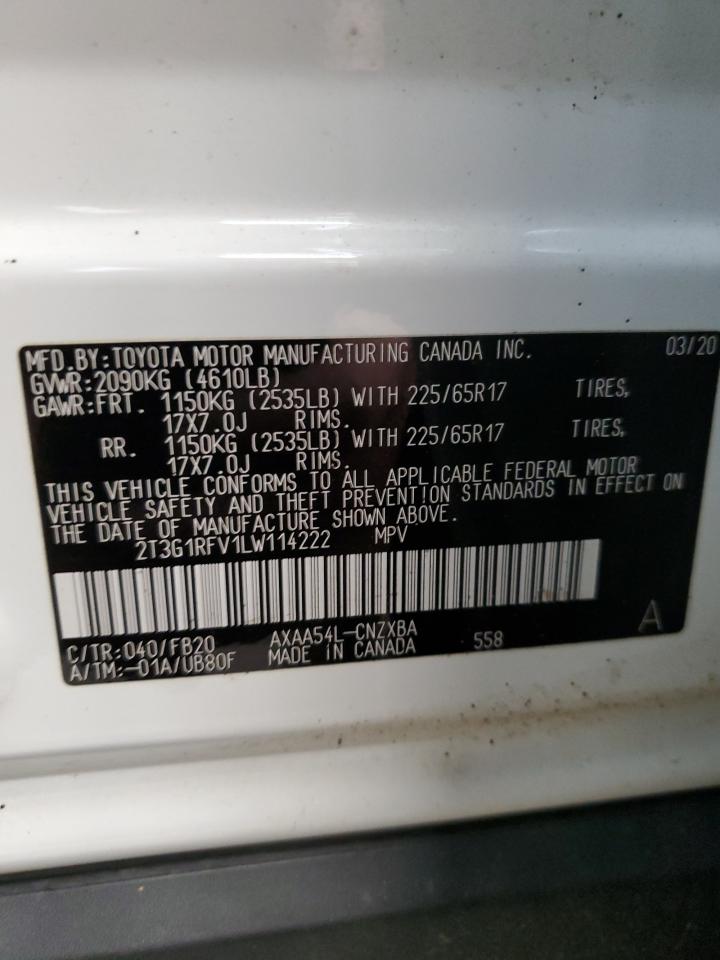 MFD. BY: TOYOTA MOTOR MANUFACTURING CANADA INC. 03/20
GVWR: 2090KG (4610LB)
GAWR: FRT. 1150KG (2535LB) WITH 225/65R17 TIRES,
17X7.0J RIMS.
RR. 1150KG (2535LB) WITH 225/65R17 TIRES,
17X7.0J RIMS.
THIS VEHICLE CONFORMS TO ALL APPLICABLE FEDERAL MOTOR
VEHICLE SAFETY AND THEFT PREVENTION STANDARDS IN EFFECT ON
THE DATE OF MANUFACTURE SHOWN ABOVE.
2T3G1RFV1LW114222 MPV
C/TR: 040/FB20 AXAA54L-CNZXBA
A/TM: -01A/UB80F MADE IN CANADA 558 A